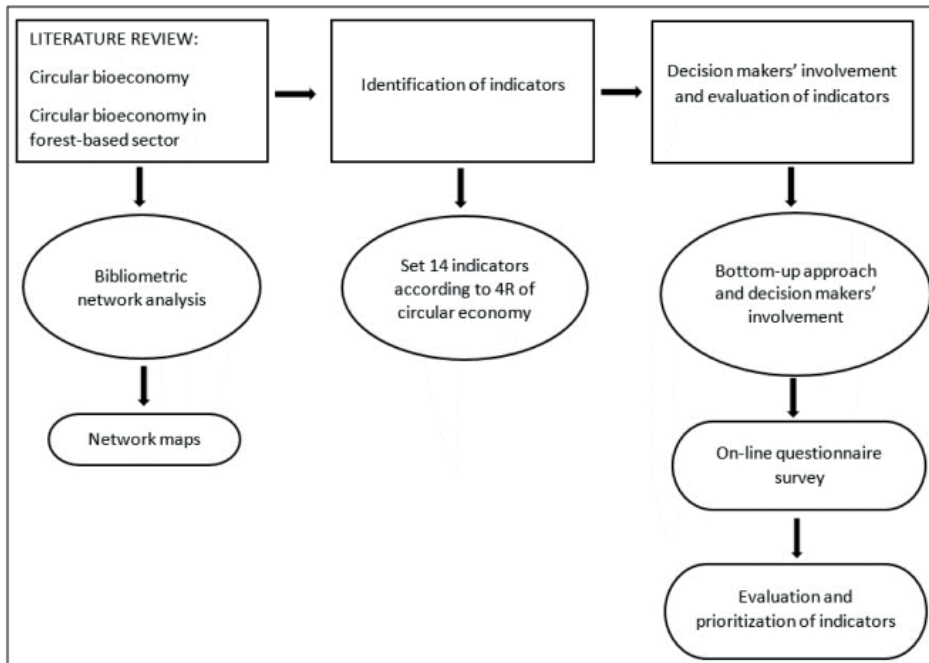 LITERATURE REVIEW:
Circular bioeconomy
Circular bioeconomy in
forest-based sector
Identification of indicators
Decision makers’ involvement
and evaluation of indicators
Bibliometric
network analysis
Set 14 indicators
according to 4R of
circular economy
Bottom-up approach
and decision makers’
involvement
Network maps
On-line questionnaire
survey
Evaluation and
prioritization of indicators